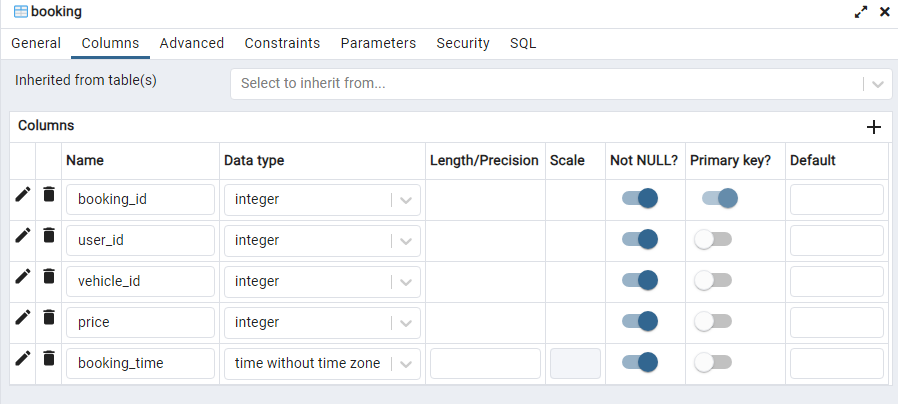 booking
General Columns Advanced Constraints Parameters Security SQL
Inherited from table(s) Select to inherit from...
Columns
Name Data type Length/Precision Scale Not NULL? Primary key? Default
booking_id integer
user_id integer
vehicle_id integer
price integer
booking_time time without time zone